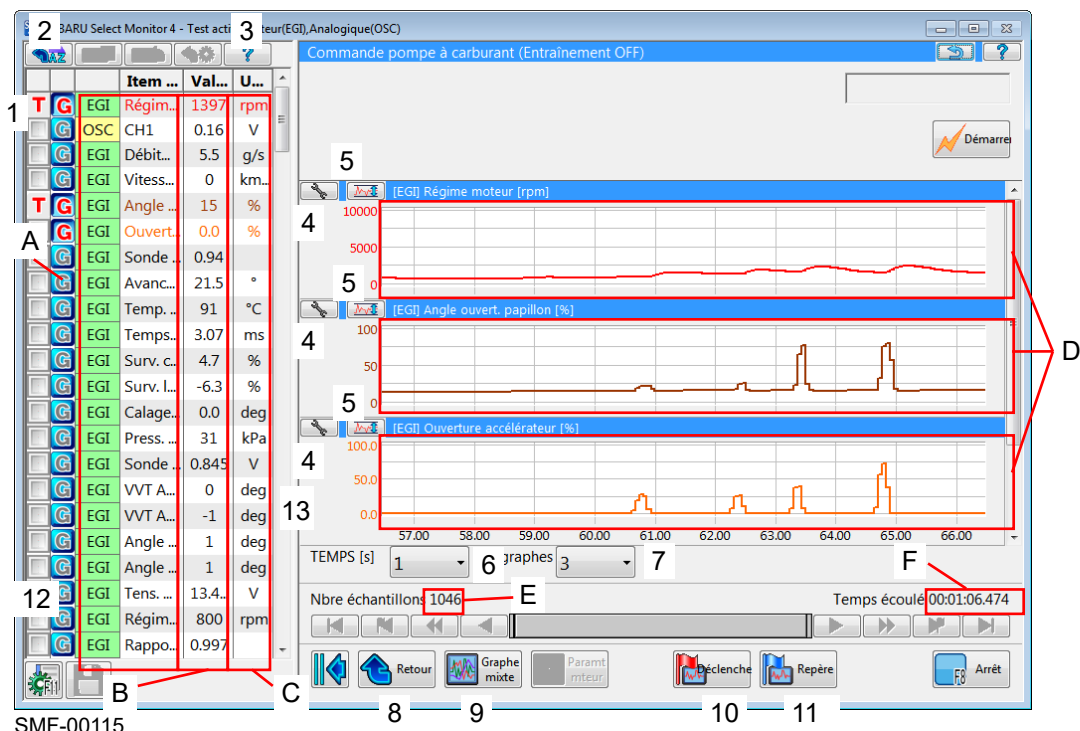 BARU Select Monitor 4 - Test acti
teur(EGI),Analogique(OSC)
2
3
AZ
?
Commande pompe à carburant (Entraînement OFF)
?
Item ... Val... U...
1
T G EGI Régim... 1397 rpm
G OSC CH1 0.16 V
G EGI Débit... 5.5 g/s
G EGI Vitess... 0 km..
T G EGI Angle ... 15 %
G EGI Ouvert.. 0.0 %
A
G EGI Sonde .. 0.94
G EGI Avanc... 21.5 °
G EGI Temp. .. 91 °C
G EGI Temps... 3.07 ms
G EGI Surv. c... 4.7 %
G EGI Surv. l... -6.3 %
G EGI Calage.. 0.0 deg
G EGI Press. ... 31 kPa
G EGI Sonde .. 0.845 V
G EGI VVT A... 0 deg
G EGI VVT A... -1 deg
G EGI Angle ... 1 deg
G EGI Angle ... 1 deg
12
G EGI Tens. ... 13.4.. V
G EGI Régim... 800 rpm
G EGI Rappo... 0.997
13
F11
B
C
Démarrer
5
[EGI] Régime moteur [rpm]
4
10000
5000
0
5
[EGI] Angle ouvert. papillon [%]
4
100
50
0
D
5
[EGI] Ouverture accélérateur [%]
4
100.0
50.0
0.0
57.00 58.00 59.00 60.00 61.00 62.00 63.00 64.00 65.00 66.00
TEMPS [s] 1
6
graphes 3
7
F
Nbre échantillons 1046
E
Temps écoulé 00:01:06.474
Retour
Graphe mixte
Paramt mteur
Déclenche
Repère
F8 Arrêt
8
9
10
11
SMF-00115